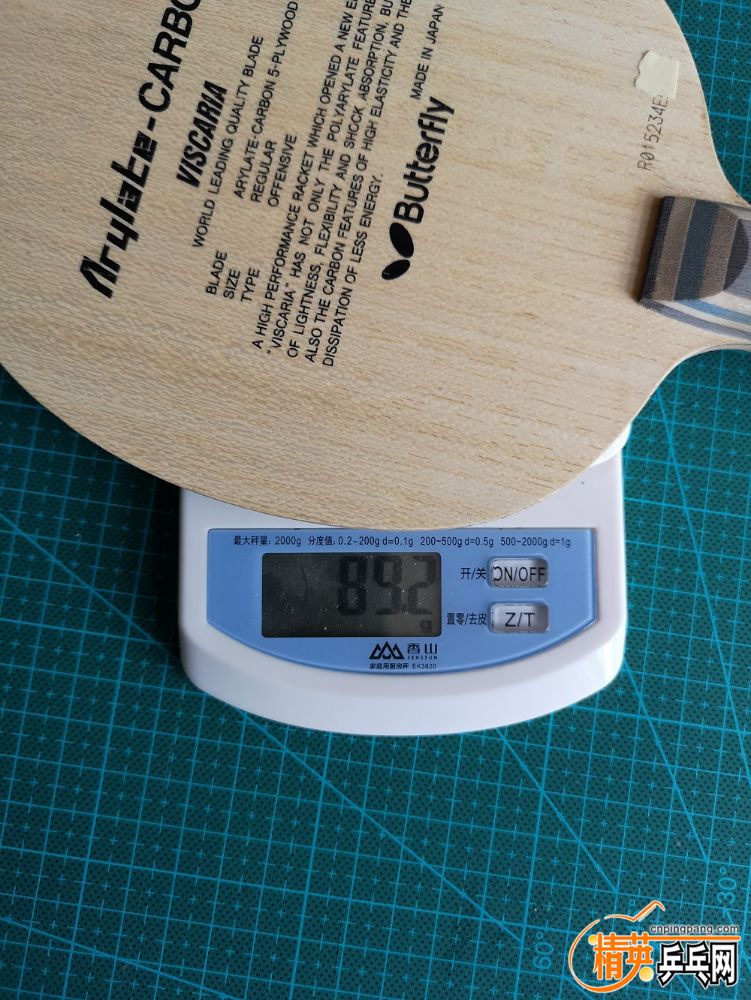 Arylate-CARBO
VISCARIA
WORLD LEADING QUALITY BLADE
BLADE ARYLATE-CARBON 5-PLYWOOD
SIZE REGULAR
TYPE OFFENSIVE
A HIGH PERFORMANCE RACKET WHICH OPENED A NEW E
"VISCARIA" HAS NOT ONLY THE POLYARYLATE FEATURE
OF LIGHTNESS, FLEXIBILITY AND SHOCK ABSORPTION, BU
ALSO THE CARBON FEATURES OF HIGH ELASTICITY AND THE
DISSIPATION OF LESS ENERGY.
Butterfly
MADE IN JAPAN
R015234E
最大秤量：2000g 分度值：0.2~200g d=0.1g 200~500g d=0.5g 500~2000g d=1g
89.2
g
开/关 ON/OFF
置零/去皮 Z/T
香山
SENSSUN
家庭用厨房秤 EK3820
60°
30°
cnpingpang.com
精英乒乓网